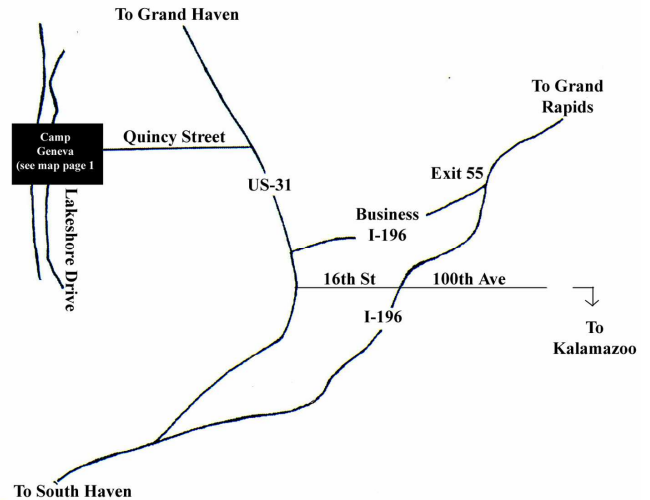 To Grand Haven
To Grand
Rapids
Camp
Geneva
(see map page 1
Quincy Street
Exit 55
US-31
Lakeshore Drive
Business
I-196
16th St
100th Ave
I-196
To
Kalamazoo
To South Haven